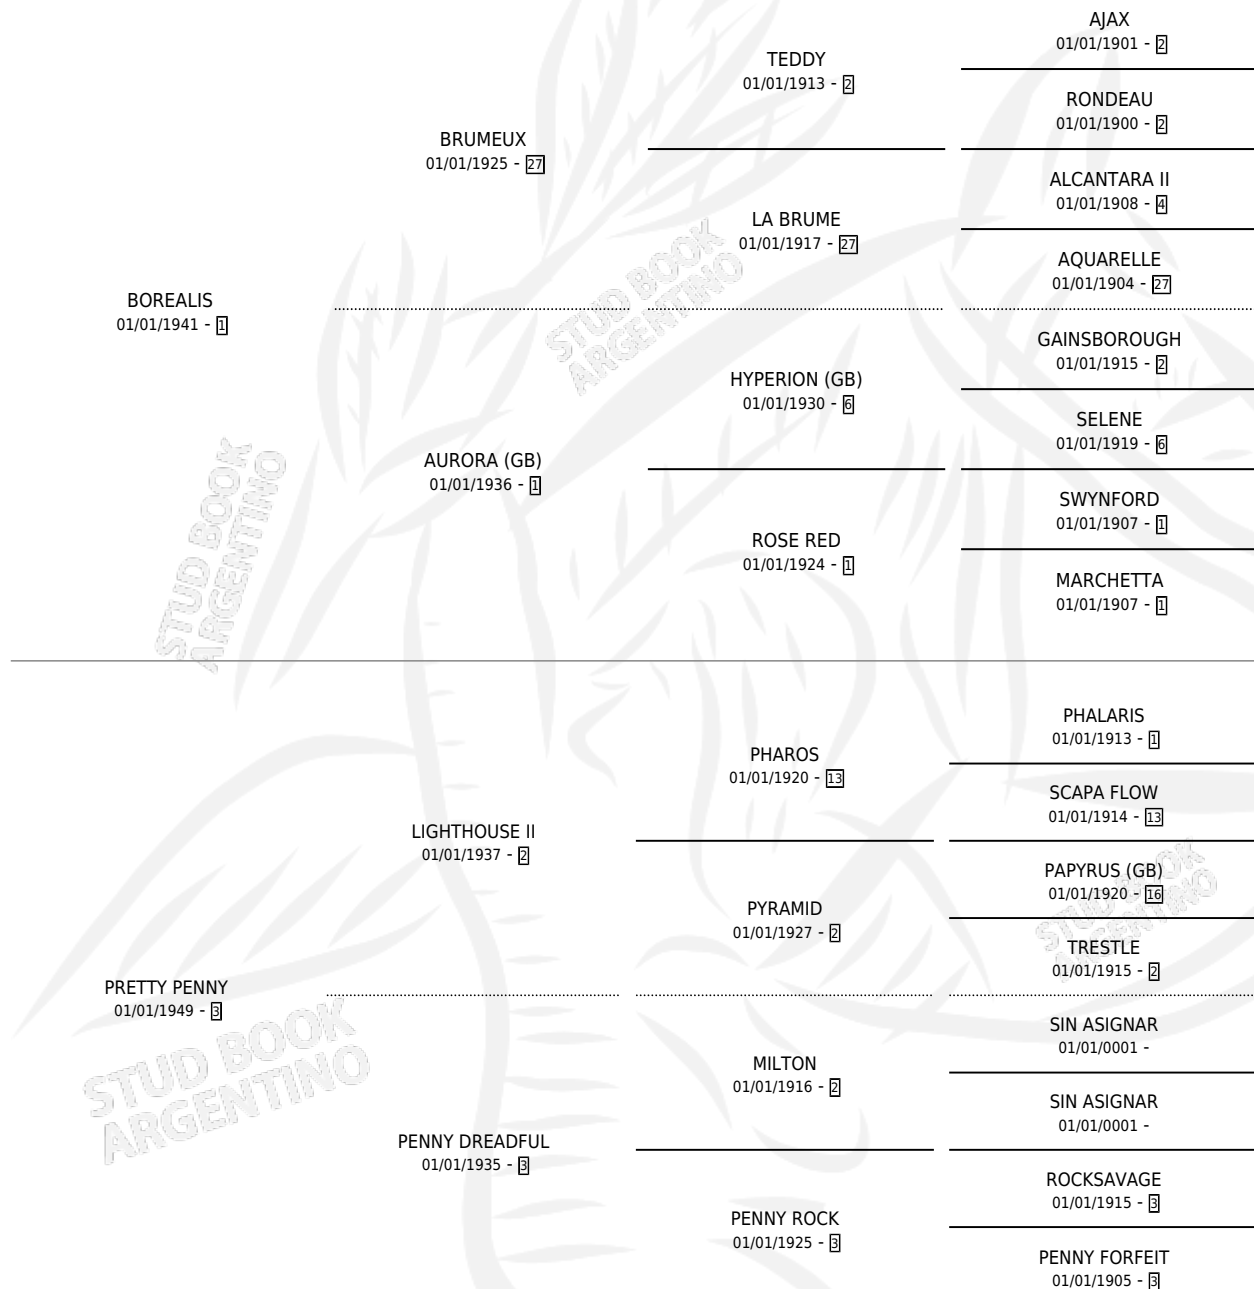 AJAX
01/01/1901 - 2
TEDDY
01/01/1913 - 2
RONDEAU
01/01/1900 - 2
BRUMEUX
01/01/1925 - 27
ALCANTARA II
01/01/1908 - 4
LA BRUME
01/01/1917 - 27
AQUARELLE
01/01/1904 - 27
BOREALIS
01/01/1941 - 1
GAINSBOROUGH
01/01/1915 - 2
HYPERION (GB)
01/01/1930 - 6
SELENE
01/01/1919 - 6
AURORA (GB)
01/01/1936 - 1
SWYNFORD
01/01/1907 - 1
ROSE RED
01/01/1924 - 1
MARCHETTA
01/01/1907 - 1
PHALARIS
01/01/1913 - 1
PHAROS
01/01/1920 - 13
SCAPA FLOW
01/01/1914 - 13
LIGHTHOUSE II
01/01/1937 - 2
PAPYRUS (GB)
01/01/1920 - 16
PYRAMID
01/01/1927 - 2
TRESTLE
01/01/1915 - 2
PRETTY PENNY
01/01/1949 - 3
SIN ASIGNAR
01/01/0001 -
MILTON
01/01/1916 - 2
SIN ASIGNAR
01/01/0001 -
PENNY DREADFUL
01/01/1935 - 3
ROCKSAVAGE
01/01/1915 - 3
PENNY ROCK
01/01/1925 - 3
PENNY FORFEIT
01/01/1905 - 3
STUD BOOK
ARGENTINO
STUD BOOK
ARGENTINO
STUD BOOK
ARGENTINO
STUD BOOK
ARGENTINO